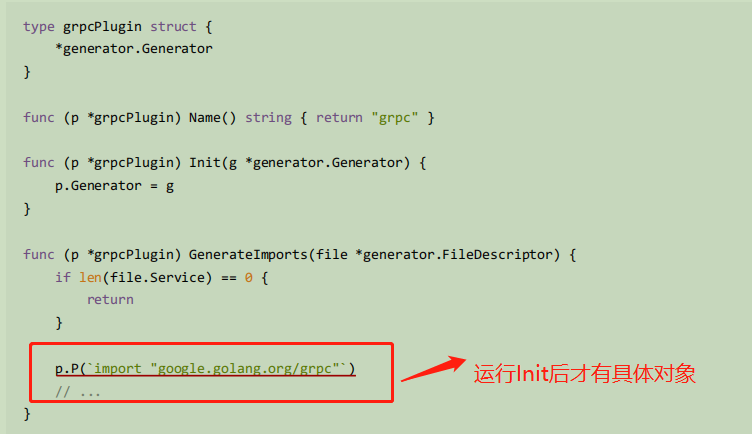 type grpcPlugin struct {
    *generator.Generator
}
func (p *grpcPlugin) Name() string { return "grpc" }
func (p *grpcPlugin) Init(g *generator.Generator) {
    p.Generator = g
}
func (p *grpcPlugin) GenerateImports(file *generator.FileDescriptor) {
    if len(file.Service) == 0 {
        return
    }
    p.P(`import "google.golang.org/grpc"`)
运行Init后才有具体对象
    // ...
}